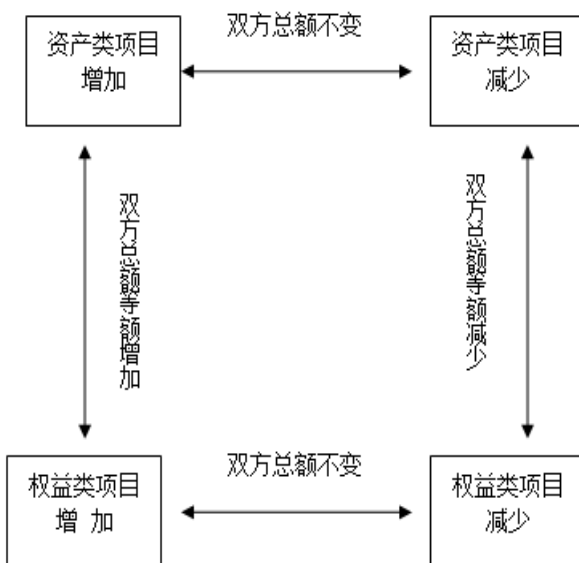 资产类项目
增加
双方总额不变
资产类项目
减少
双方总额等额增加
双方总额等额减少
权益类项目
增 加
双方总额不变
权益类项目
减少